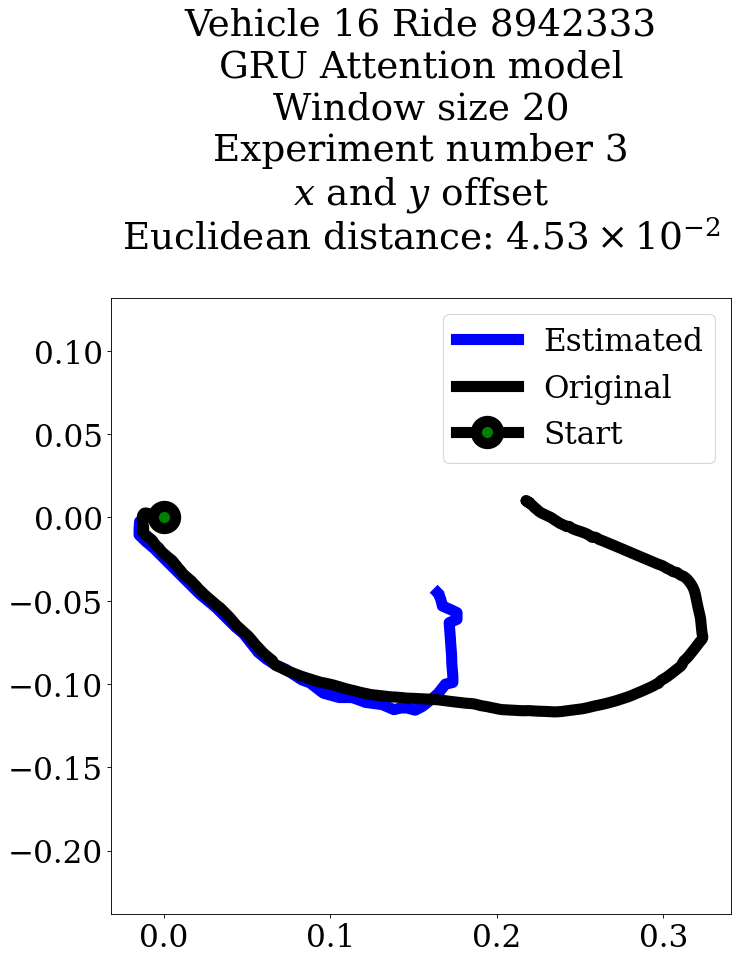 Vehicle 16 Ride 8942333
GRU Attention model
Window size 20
Experiment number 3
x and y offset
Euclidean distance: 4.53 × 10⁻²
Estimated
Original
Start
0.10
0.05
0.00
−0.05
−0.10
−0.15
−0.20
0.0 0.1 0.2 0.3